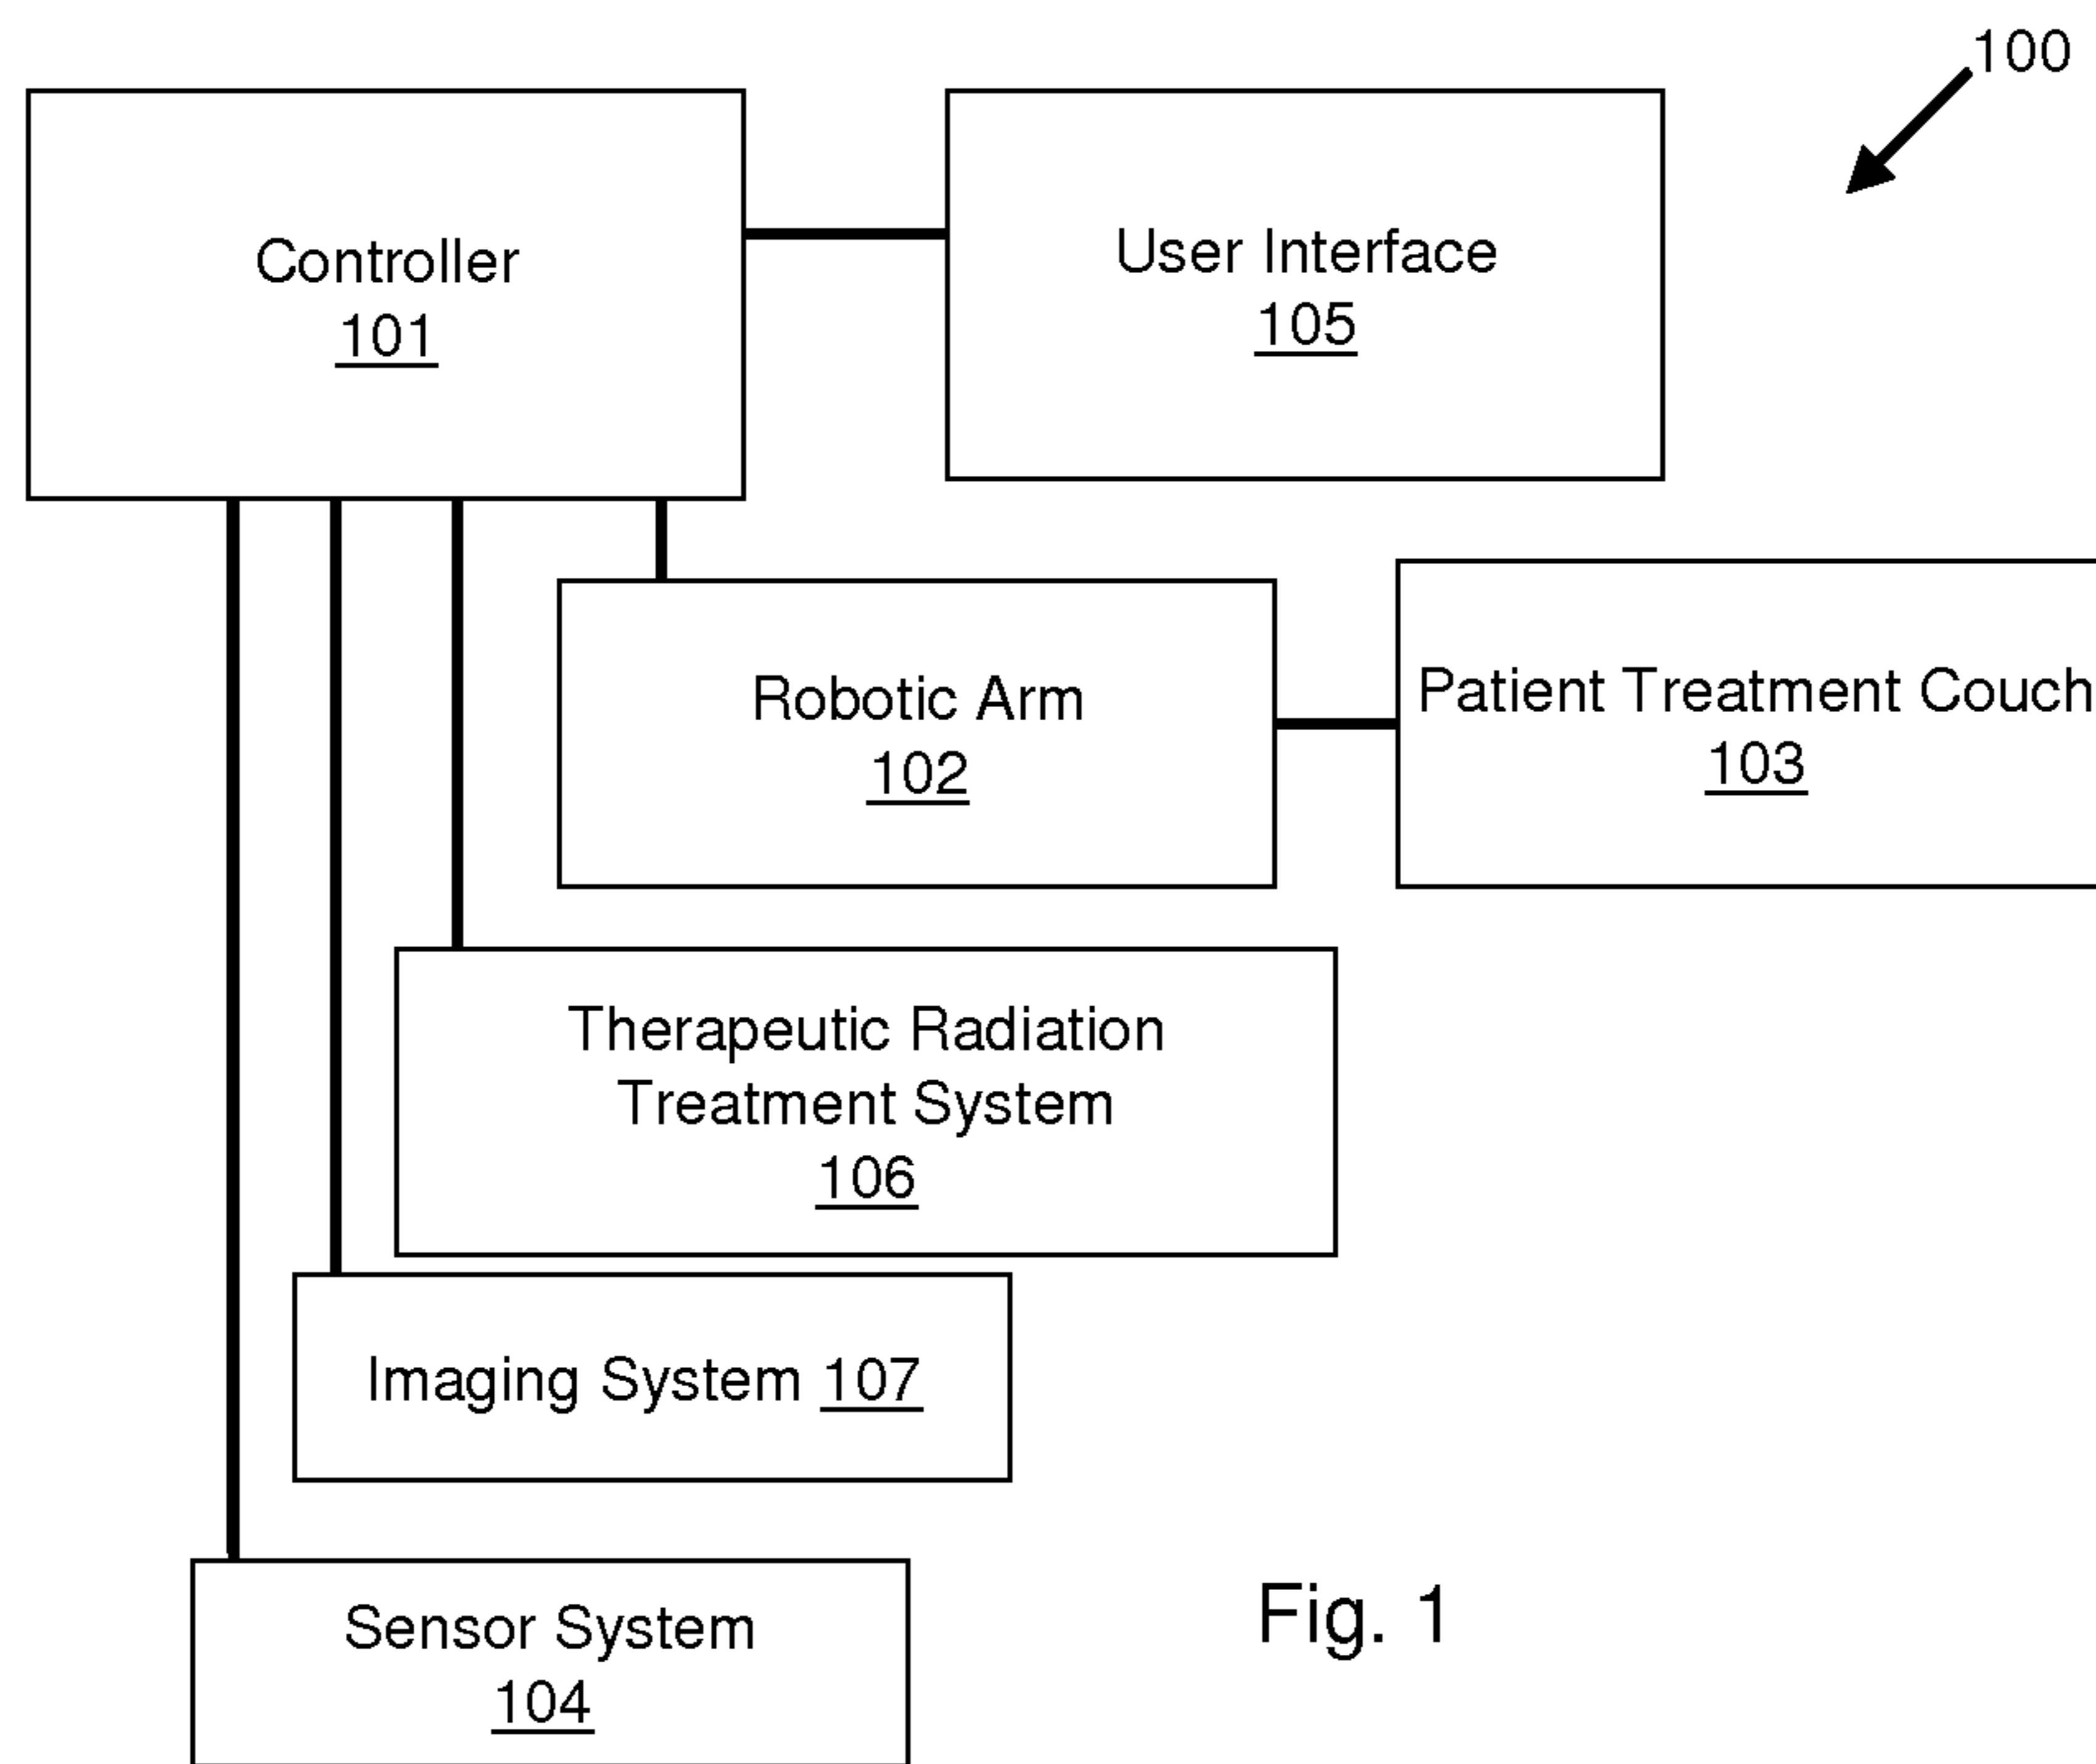 100
Controller
101
User Interface
105
Robotic Arm
102
Patient Treatment Couch
103
Therapeutic Radiation
Treatment System
106
Imaging System 107
Sensor System
104
Fig. 1